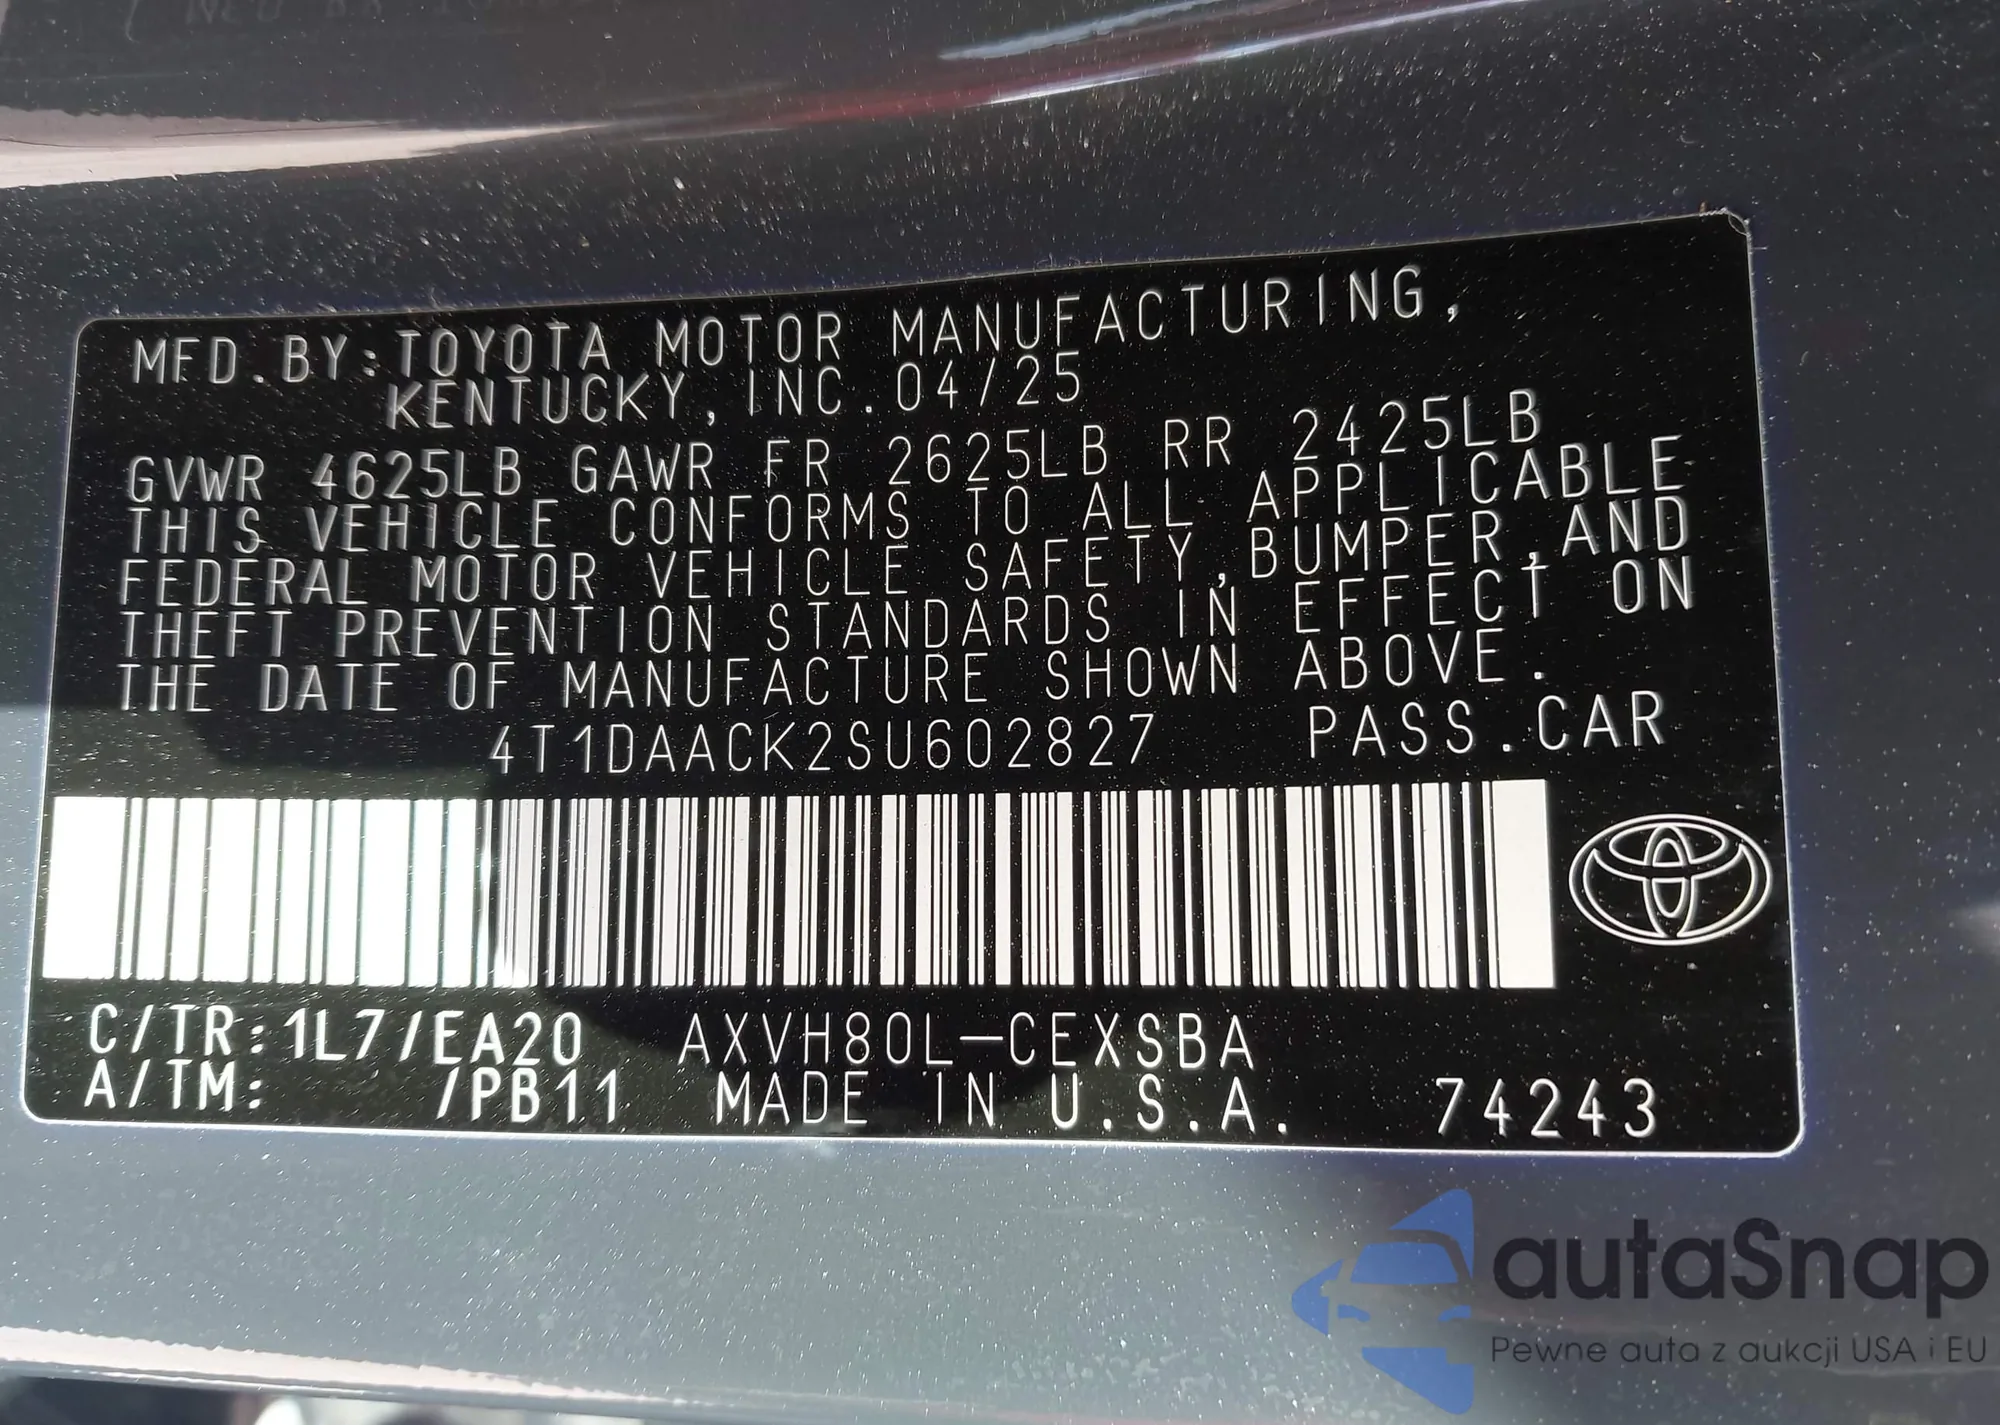 MFD.BY:TOYOTA MOTOR MANUFACTURING,
KENTUCKY, INC. 04/25
GVWR 4625LB GAWR FR 2625LB RR 2425LB
THIS VEHICLE CONFORMS TO ALL APPLICABLE
FEDERAL MOTOR VEHICLE SAFETY,BUMPER,AND
THEFT PREVENTION STANDARDS IN EFFECT ON
THE DATE OF MANUFACTURE SHOWN ABOVE.
4T1DAACK2SU602827 PASS.CAR
C/TR:1L7/EA20 AXVH80L-CEXSBA
A/TM: /PB11 MADE IN U.S.A. 74243
autaSnap
Pewne auta z aukcji USA i EU